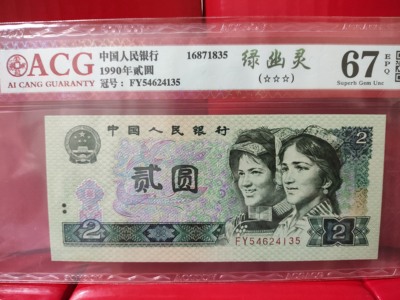 ACG
AI CANG GUARANTY
中国人民银行 16871835
1990年贰圆
冠号：FY54624135
绿幽灵
(☆☆☆)
67 EPQ
Superb Gem Unc
中国人民银行
2
贰圆
FY54624135
2
2